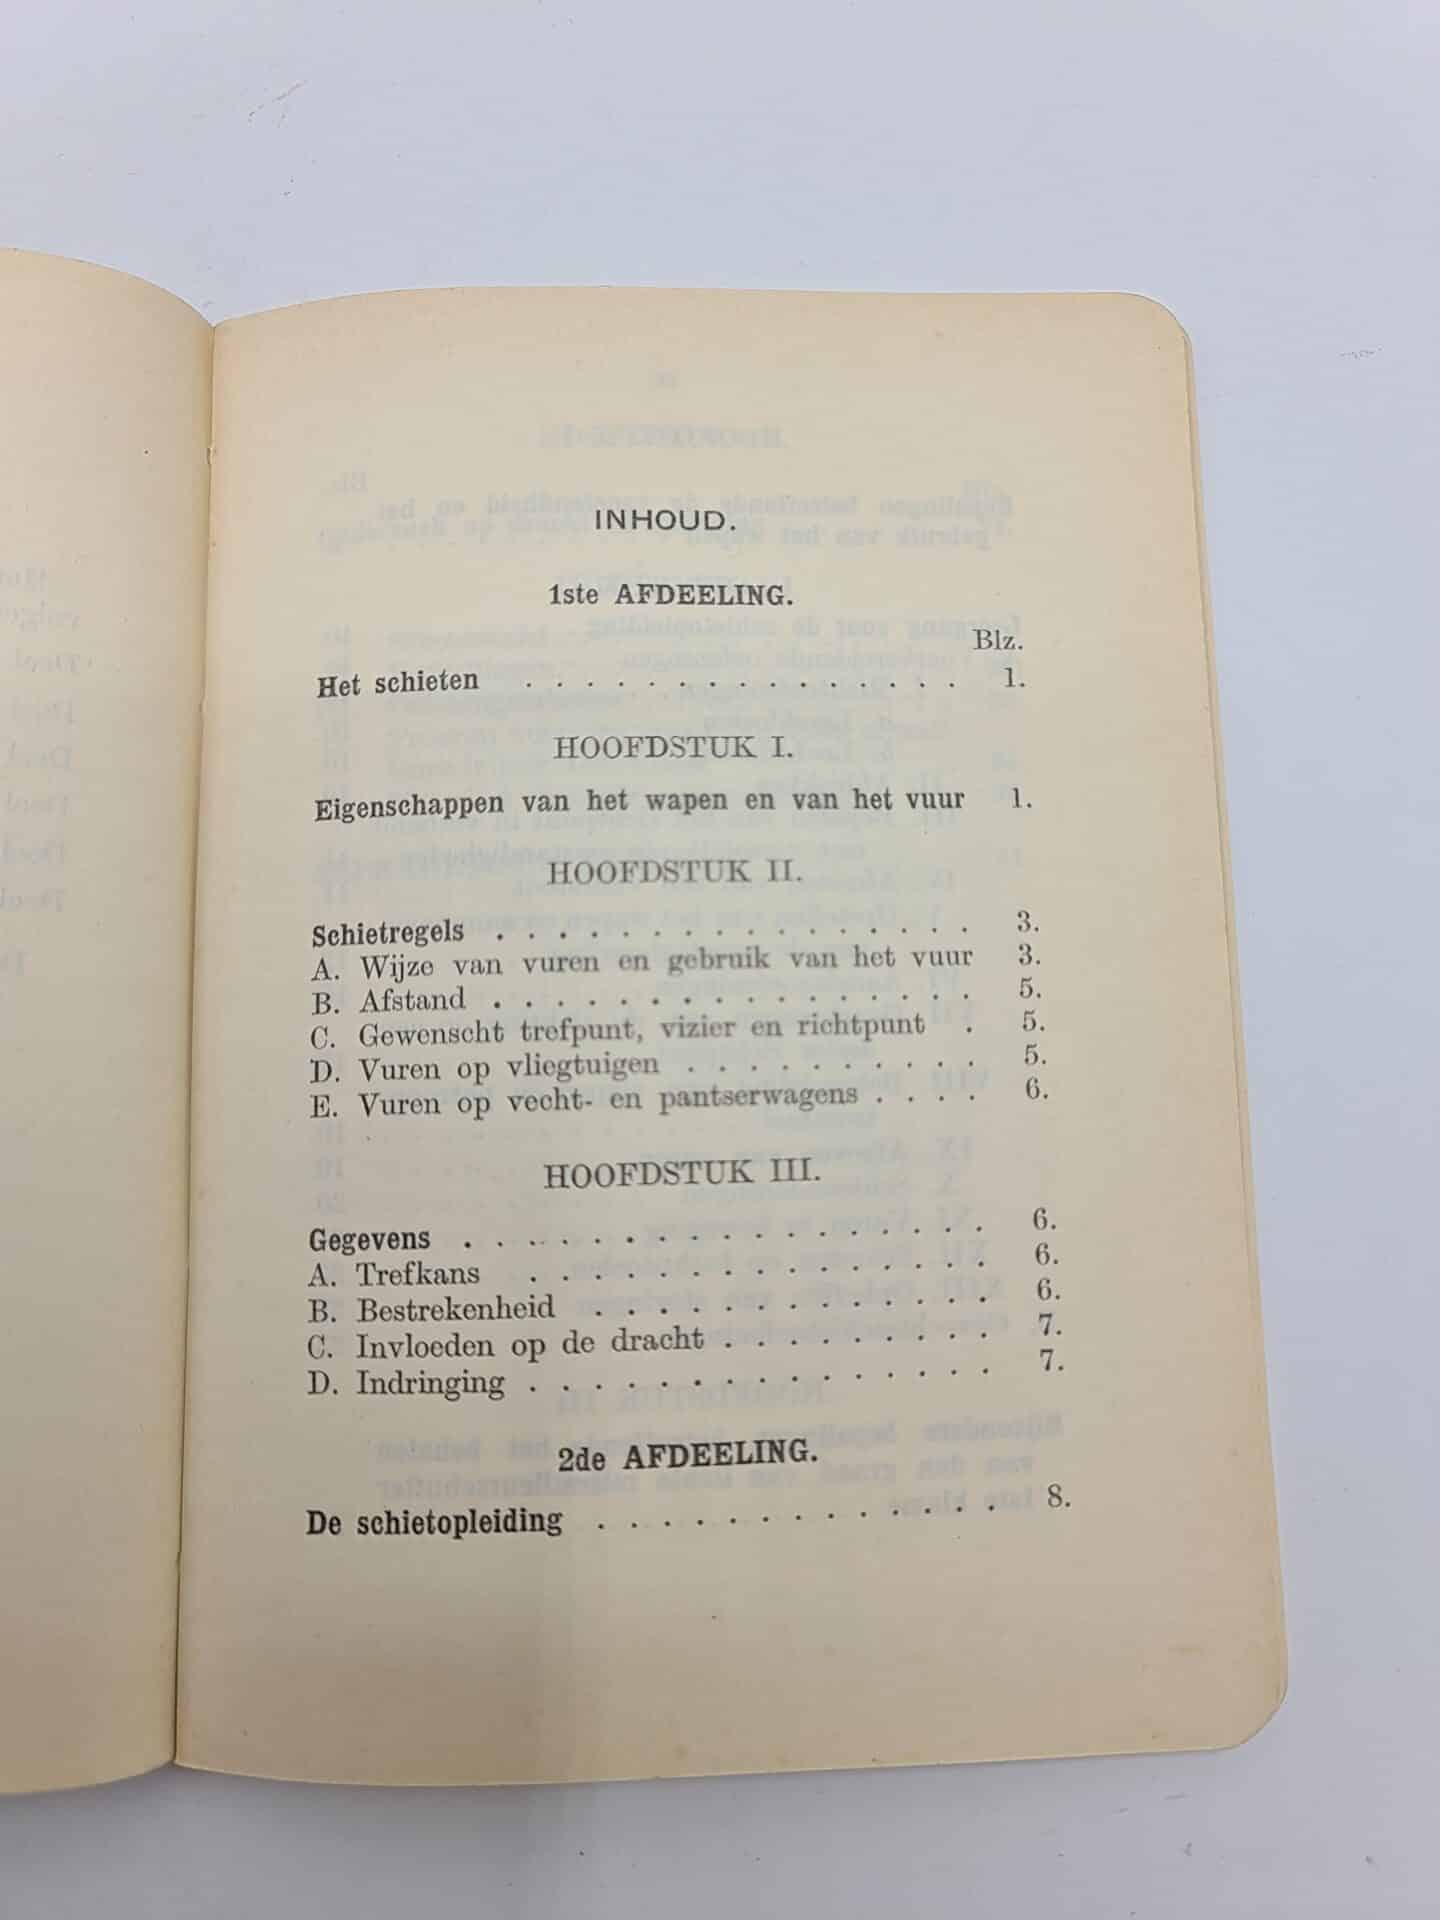 INHOUD.
1ste AFDEELING.
Blz.
Het schieten . . . . . . . . . . . . . . . 1.
HOOFDSTUK I.
Eigenschappen van het wapen en van het vuur 1.
HOOFDSTUK II.
Schietregels . . . . . . . . . . . . . . . 3.
A. Wijze van vuren en gebruik van het vuur 3.
B. Afstand . . . . . . . . . . . . . . . . 5.
C. Gewenscht trefpunt, vizier en richtpunt . 5.
D. Vuren op vliegtuigen . . . . . . . . . . 5.
E. Vuren op vecht- en pantserwagens . . . . 6.
HOOFDSTUK III.
Gegevens . . . . . . . . . . . . . . . . 6.
A. Trefkans . . . . . . . . . . . . . . . 6.
B. Bestrekenheid . . . . . . . . . . . . . 6.
C. Invloeden op de dracht . . . . . . . . . 7.
D. Indringing . . . . . . . . . . . . . . . 7.
2de AFDEELING.
De schietopleiding . . . . . . . . . . . . . 8.